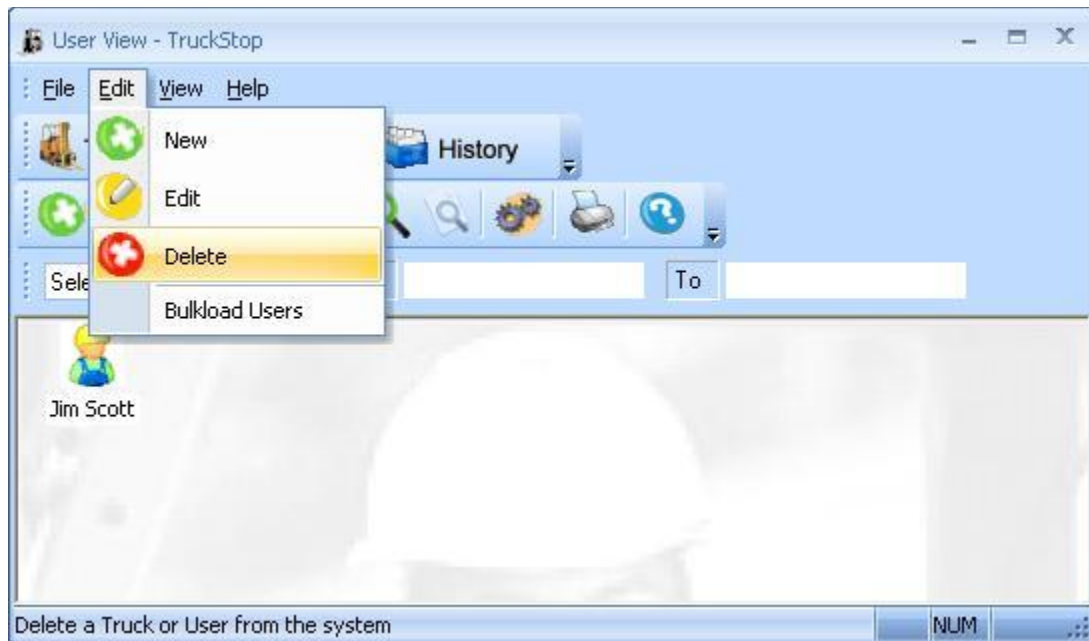 User View - TruckStop
File Edit View Help
New
History
Edit
Delete
To
Bulkload Users
Jim Scott
Delete a Truck or User from the system NUM